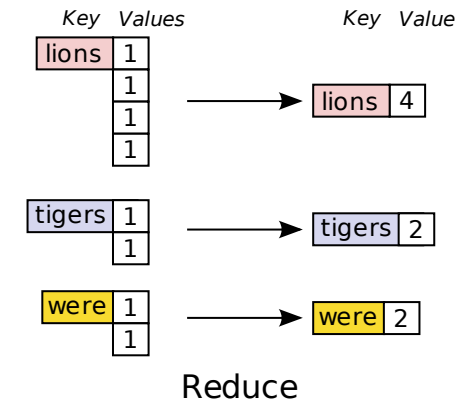 Key Values Key Value
lions 1
1
1
1
lions 4
tigers 1
1
tigers 2
were 1
1
were 2
Reduce